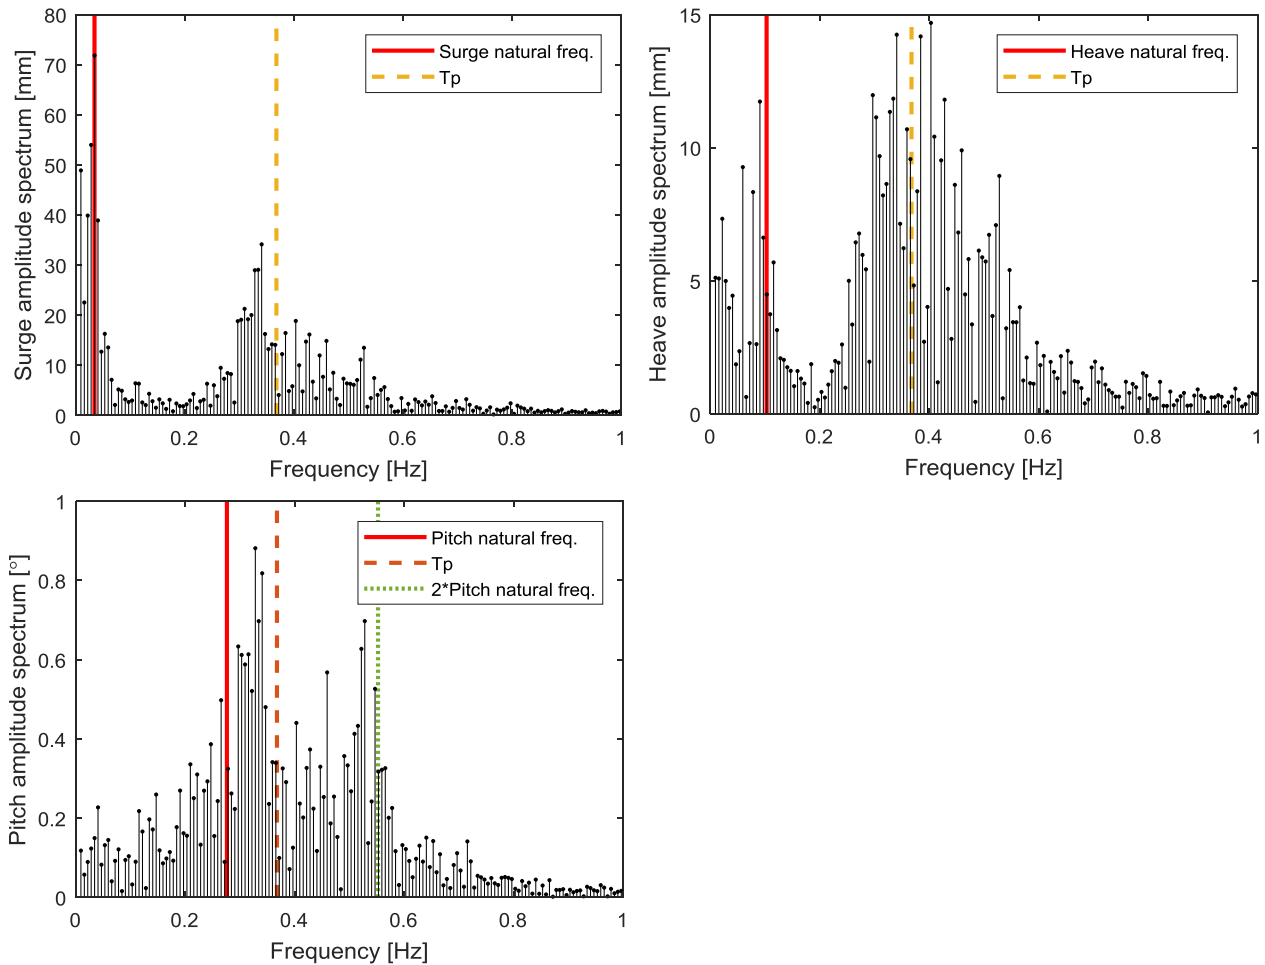 Surge amplitude spectrum [mm]
80
70
60
50
40
30
20
10
0
Surge natural freq.
Tp
0 0.2 0.4 0.6 0.8 1
Frequency [Hz]
Heave amplitude spectrum [mm]
15
10
5
0
Heave natural freq.
Tp
0 0.2 0.4 0.6 0.8 1
Frequency [Hz]
Pitch amplitude spectrum [°]
1
0.8
0.6
0.4
0.2
0
Pitch natural freq.
Tp
2*Pitch natural freq.
0 0.2 0.4 0.6 0.8 1
Frequency [Hz]